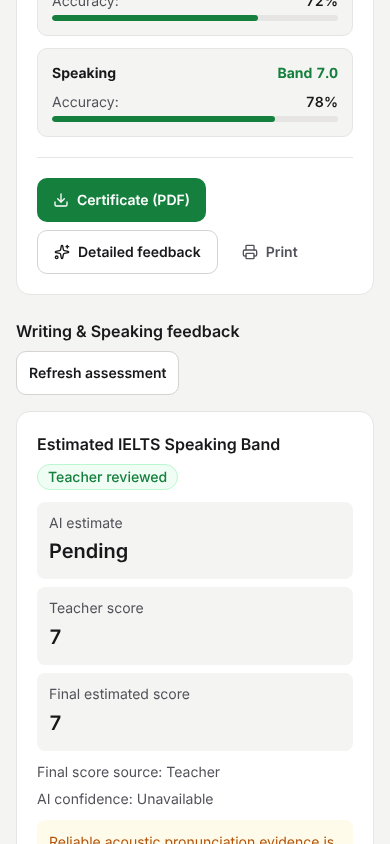 Accuracy: 72%
Speaking Band 7.0
Accuracy: 78%
Certificate (PDF)
Detailed feedback Print
Writing & Speaking feedback
Refresh assessment
Estimated IELTS Speaking Band
Teacher reviewed
AI estimate
Pending
Teacher score
7
Final estimated score
7
Final score source: Teacher
AI confidence: Unavailable
Reliable acoustic pronunciation evidence is